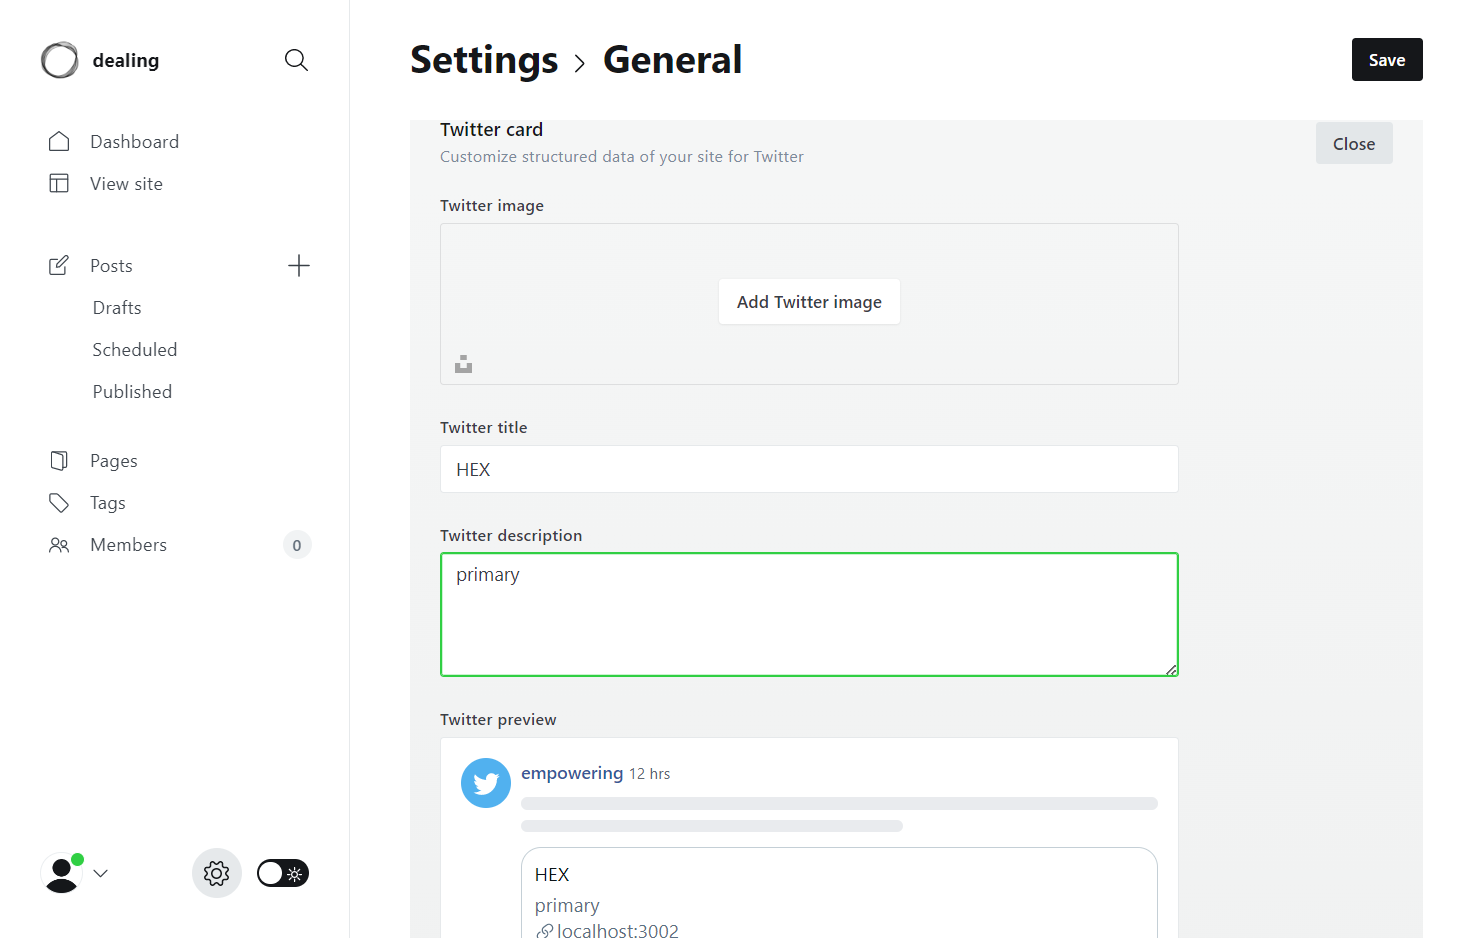 dealing
Dashboard
View site
Posts
Drafts
Scheduled
Published
Pages
Tags
Members
0
Settings
General
Save
Twitter card
Customize structured data of your site for Twitter
Close
Twitter image
Add Twitter image
Twitter title
HEX
Twitter description
primary
Twitter preview
empowering 12 hrs
HEX
primary
localhost:3002